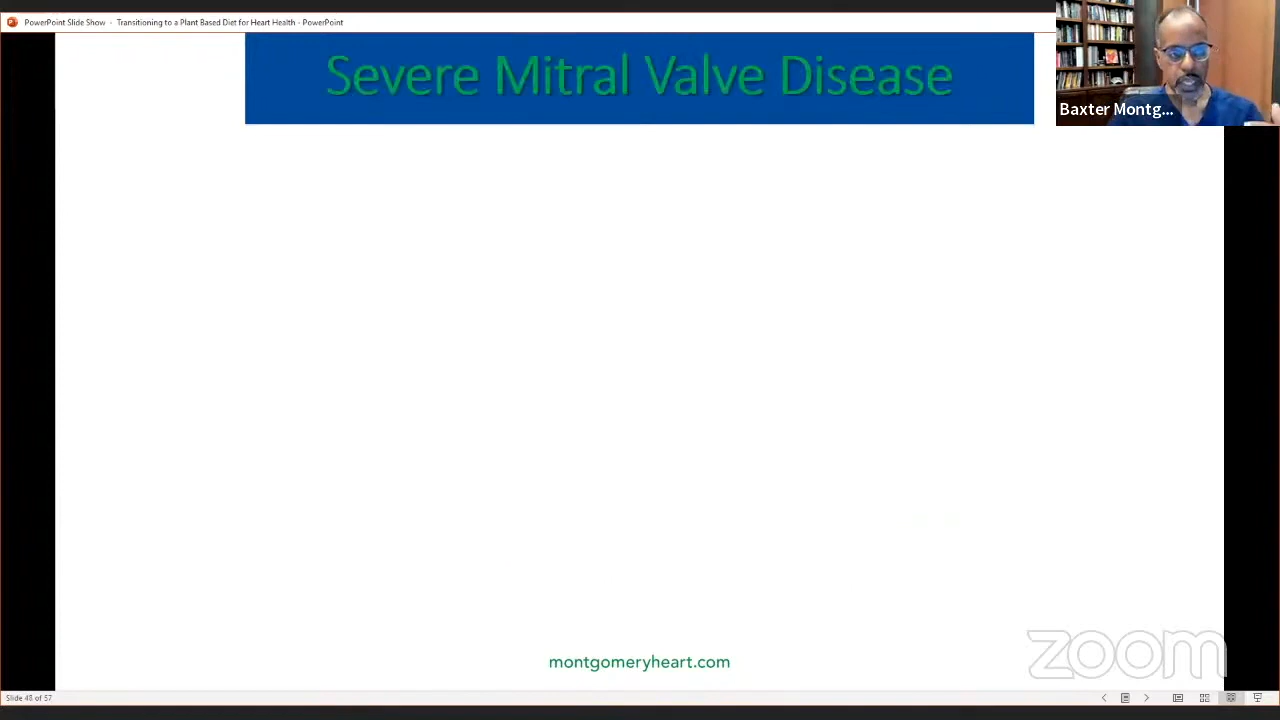 PowerPoint Slide Show - Transitioning to a Plant Based Diet for Heart Health - PowerPoint
Severe Mitral Valve Disease
Baxter Montg...
montgomeryheart.com
zoom
Slide 48 of 57